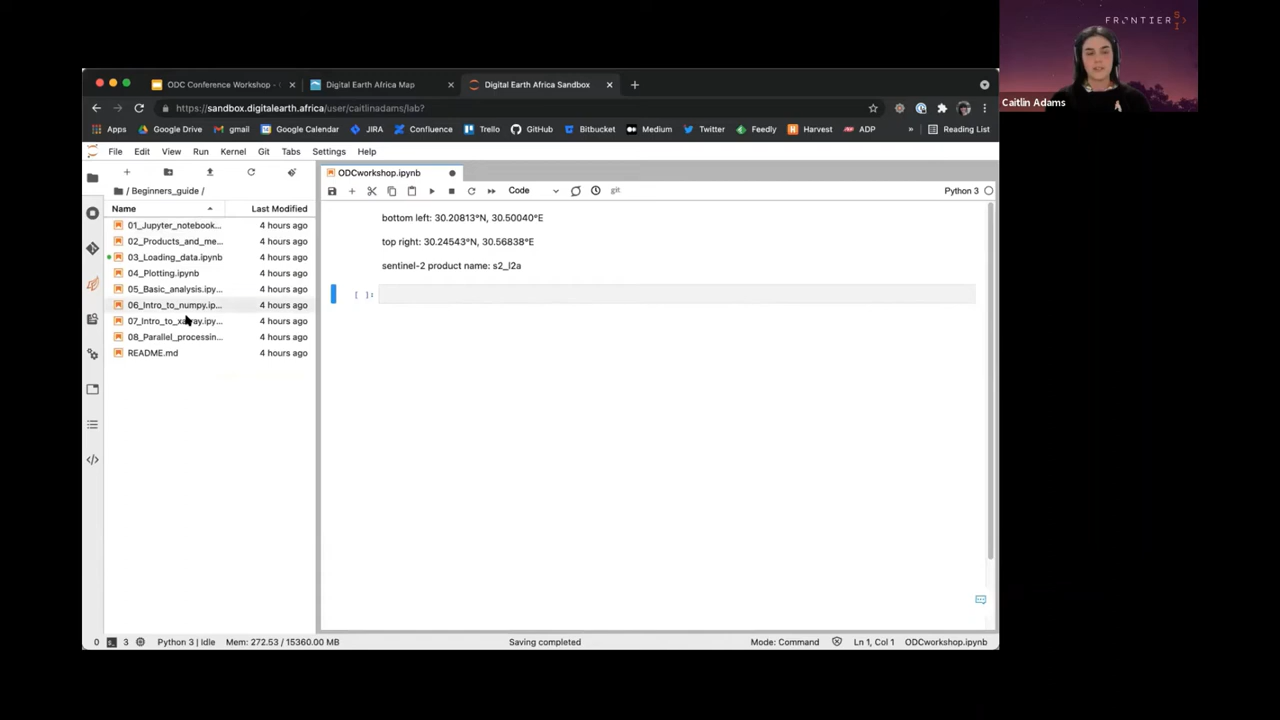 FRONTIER SI
Caitlin Adams
ODC Conference Workshop -
Digital Earth Africa Map
Digital Earth Africa Sandbox
https://sandbox.digitalearth.africa/user/caitlinadams/lab?
Apps Google Drive gmail Google Calendar JIRA Confluence Trello GitHub Bitbucket Medium Twitter Feedly Harvest ADP » Reading List
File Edit View Run Kernel Git Tabs Settings Help
ODCworkshop.ipynb
/ Beginners_guide /
Code git Python 3
Name Last Modified
01_Jupyter_notebook... 4 hours ago
02_Products_and_me... 4 hours ago
03_Loading_data.ipynb 4 hours ago
04_Plotting.ipynb 4 hours ago
05_Basic_analysis.ipy... 4 hours ago
06_Intro_to_numpy.ip... 4 hours ago
07_Intro_to_xarray.ipy... 4 hours ago
08_Parallel_processin... 4 hours ago
README.md 4 hours ago
bottom left: 30.20813°N, 30.50040°E
top right: 30.24543°N, 30.56838°E
sentinel-2 product name: s2_l2a
[ ]:
0 3 Python 3 | Idle Mem: 272.53 / 15360.00 MB Saving completed Mode: Command Ln 1, Col 1 ODCworkshop.ipynb